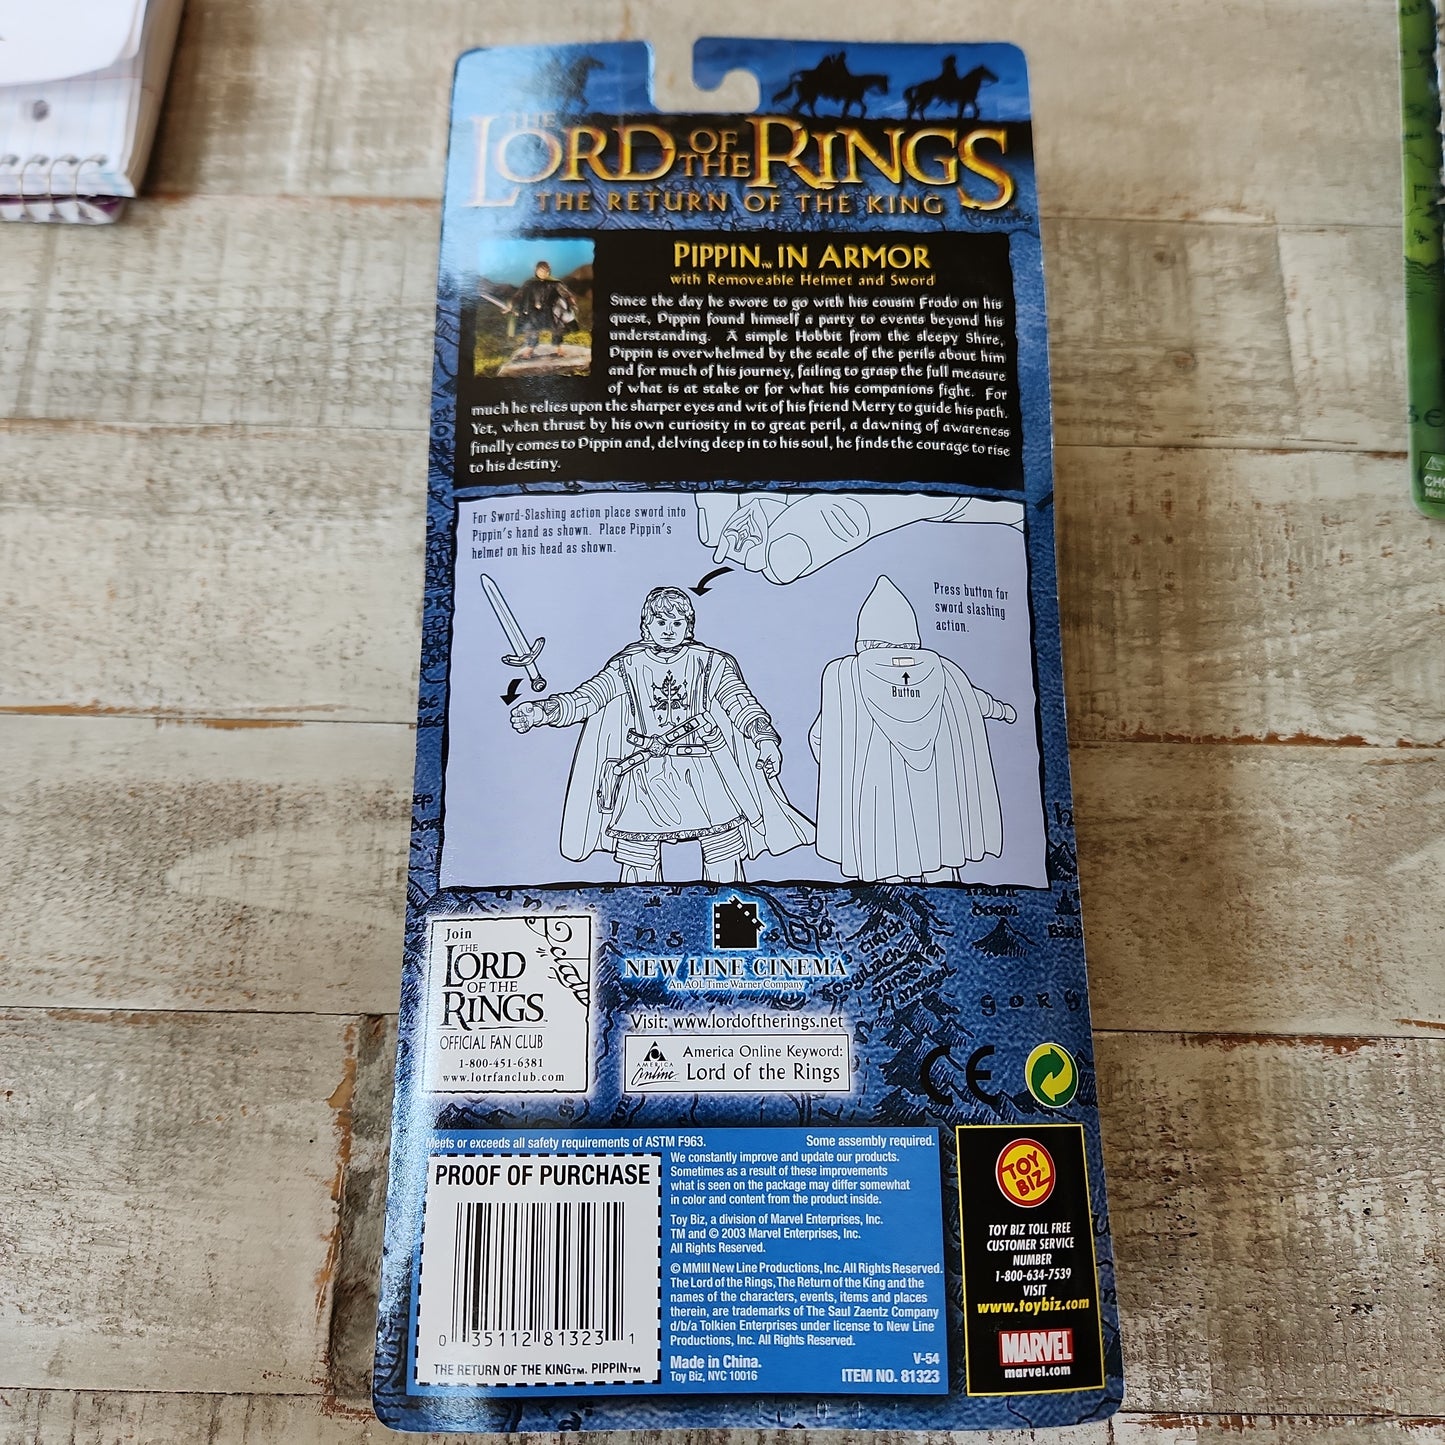 THE
LORD OF THE RINGS
THE RETURN OF THE KING
PIPPIN™ IN ARMOR
with Removeable Helmet and Sword
Since the day he swore to go with his cousin Frodo on his
quest, Pippin found himself a party to events beyond his
understanding. A simple Hobbit from the sleepy Shire,
Pippin is overwhelmed by the scale of the perils about him
and for much of his journey, failing to grasp the full measure
of what is at stake or for what his companions fight. For
much he relies upon the sharper eyes and wit of his friend Merry to guide his path.
Yet, when thrust by his own curiosity in to great peril, a dawning of awareness
finally comes to Pippin and, delving deep in to his soul, he finds the courage to rise
to his destiny.
For Sword-Slashing action place sword into
Pippin's hand as shown. Place Pippin's
helmet on his head as shown.
Press button for
sword slashing
action.
Button
Join
THE
LORD
OF THE
RINGS
OFFICIAL FAN CLUB
1-800-451-6381
www.lotrfanclub.com
NEW LINE CINEMA
An AOL Time Warner Company
Visit: www.lordoftherings.net
AMERICA
Online
America Online Keyword:
Lord of the Rings
doom
GORG
CE
Meets or exceeds all safety requirements of ASTM F963.
Some assembly required.
PROOF OF PURCHASE
0 35112 81323 1
THE RETURN OF THE KING™. PIPPIN™
We constantly improve and update our products.
Sometimes as a result of these improvements
what is seen on the package may differ somewhat
in color and content from the product inside.
Toy Biz, a division of Marvel Enterprises, Inc.
TM and © 2003 Marvel Enterprises, Inc.
All Rights Reserved.
© MMIII New Line Productions, Inc. All Rights Reserved.
The Lord of the Rings, The Return of the King and the
names of the characters, events, items and places
therein, are trademarks of The Saul Zaentz Company
d/b/a Tolkien Enterprises under license to New Line
Productions, Inc. All Rights Reserved.
Made in China.
Toy Biz, NYC 10016
V-54
ITEM NO. 81323
TOY
BIZ
TOY BIZ TOLL FREE
CUSTOMER SERVICE
NUMBER
1-800-634-7539
VISIT
www.toybiz.com
MARVEL
marvel.com